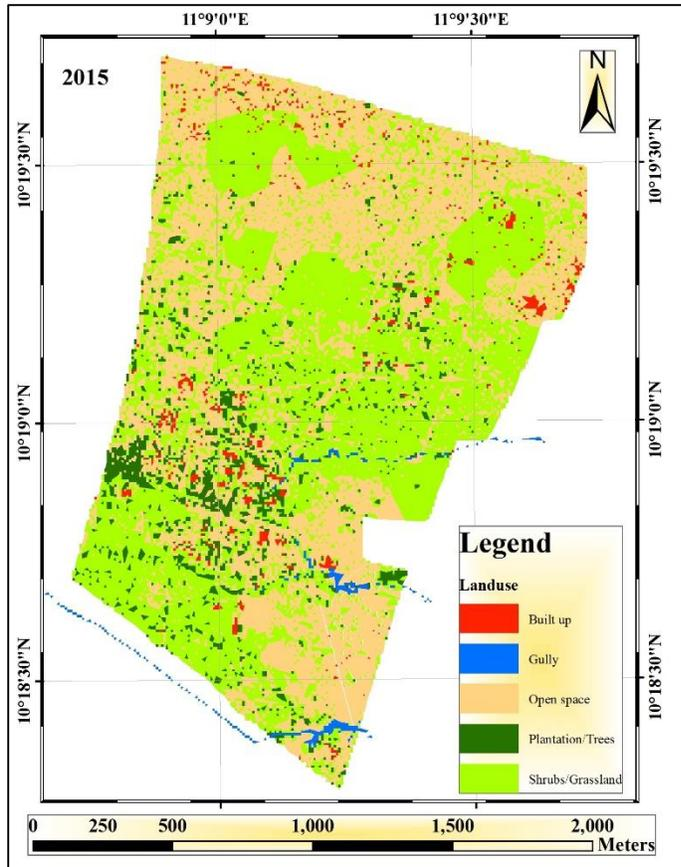 11°9'0"E 11°9'30"E
2015
N
10°19'30"N 10°19'30"N
10°19'0"N 10°19'0"N
10°18'30"N 10°18'30"N
Legend
Landuse
Built up
Gully
Open space
Plantation/Trees
Shrubs/Grassland
0 250 500 1,000 1,500 2,000
Meters